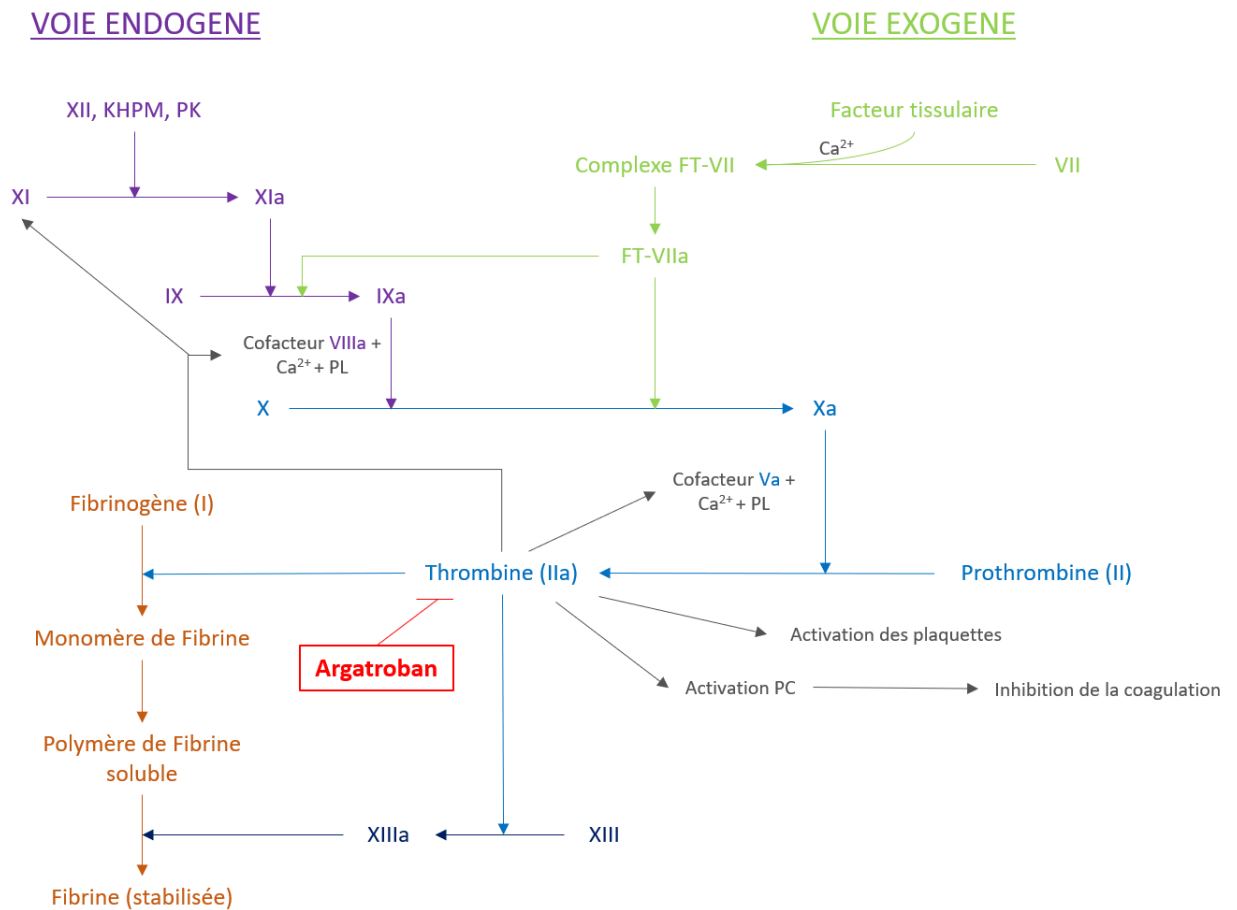 VOIE ENDOGENE
VOIE EXOGENE
XII, KHPM, PK
Facteur tissulaire
Ca²⁺
Complexe FT-VII
VII
XI
XIa
FT-VIIa
IX
IXa
Cofacteur VIIIa +
Ca²⁺ + PL
X
Xa
Cofacteur Va +
Ca²⁺ + PL
Fibrinogène (I)
Thrombine (IIa)
Prothrombine (II)
Monomère de Fibrine
Activation des plaquettes
Argatroban
Activation PC
Inhibition de la coagulation
Polymère de Fibrine
soluble
XIIIa
XIII
Fibrine (stabilisée)